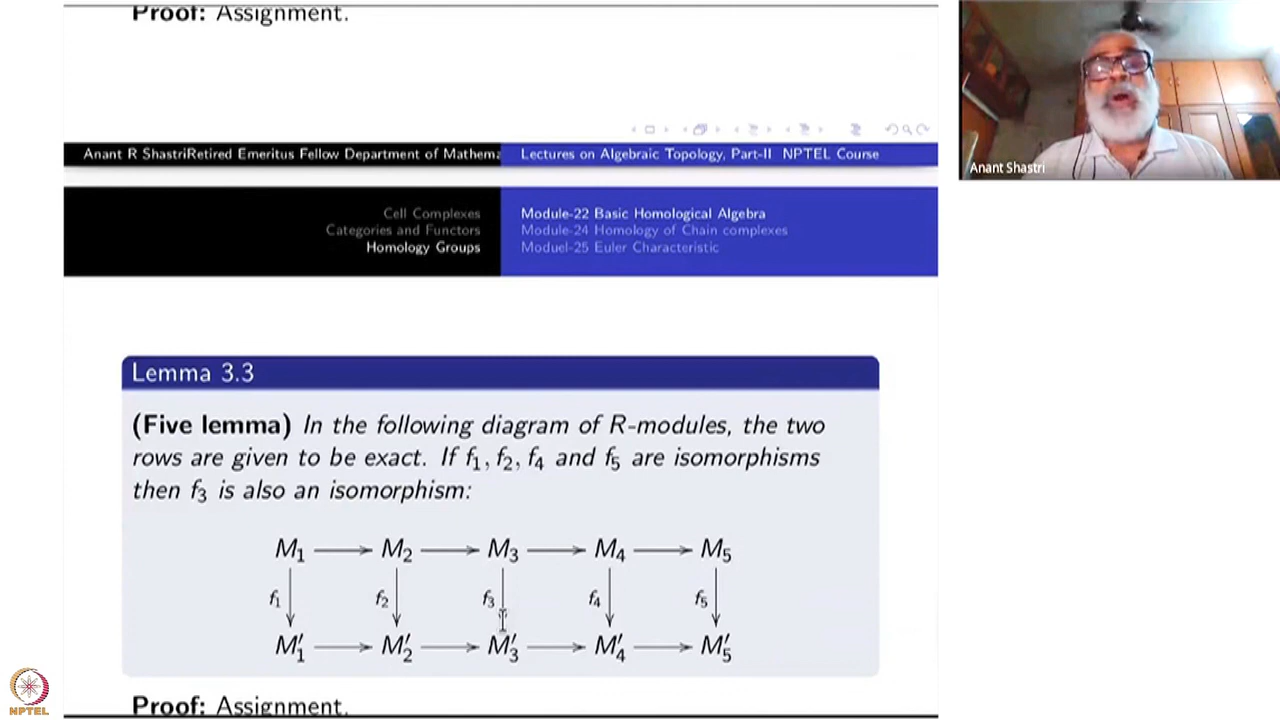 Proof: Assignment.
Anant R ShastriRetired Emeritus Fellow Department of Mathema
Lectures on Algebraic Topology, Part-II NPTEL Course
Anant Shastri
Cell Complexes
Categories and Functors
Homology Groups
Module-22 Basic Homological Algebra
Module-24 Homology of Chain complexes
Moduel-25 Euler Characteristic
Lemma 3.3
(Five lemma) In the following diagram of R-modules, the two
rows are given to be exact. If f₁, f₂, f₄ and f₅ are isomorphisms
then f₃ is also an isomorphism:
M₁ M₂ M₃ M₄ M₅
f₁ f₂ f₃ f₄ f₅
M′₁ M′₂ M′₃ M′₄ M′₅
Proof: Assignment.
NPTEL